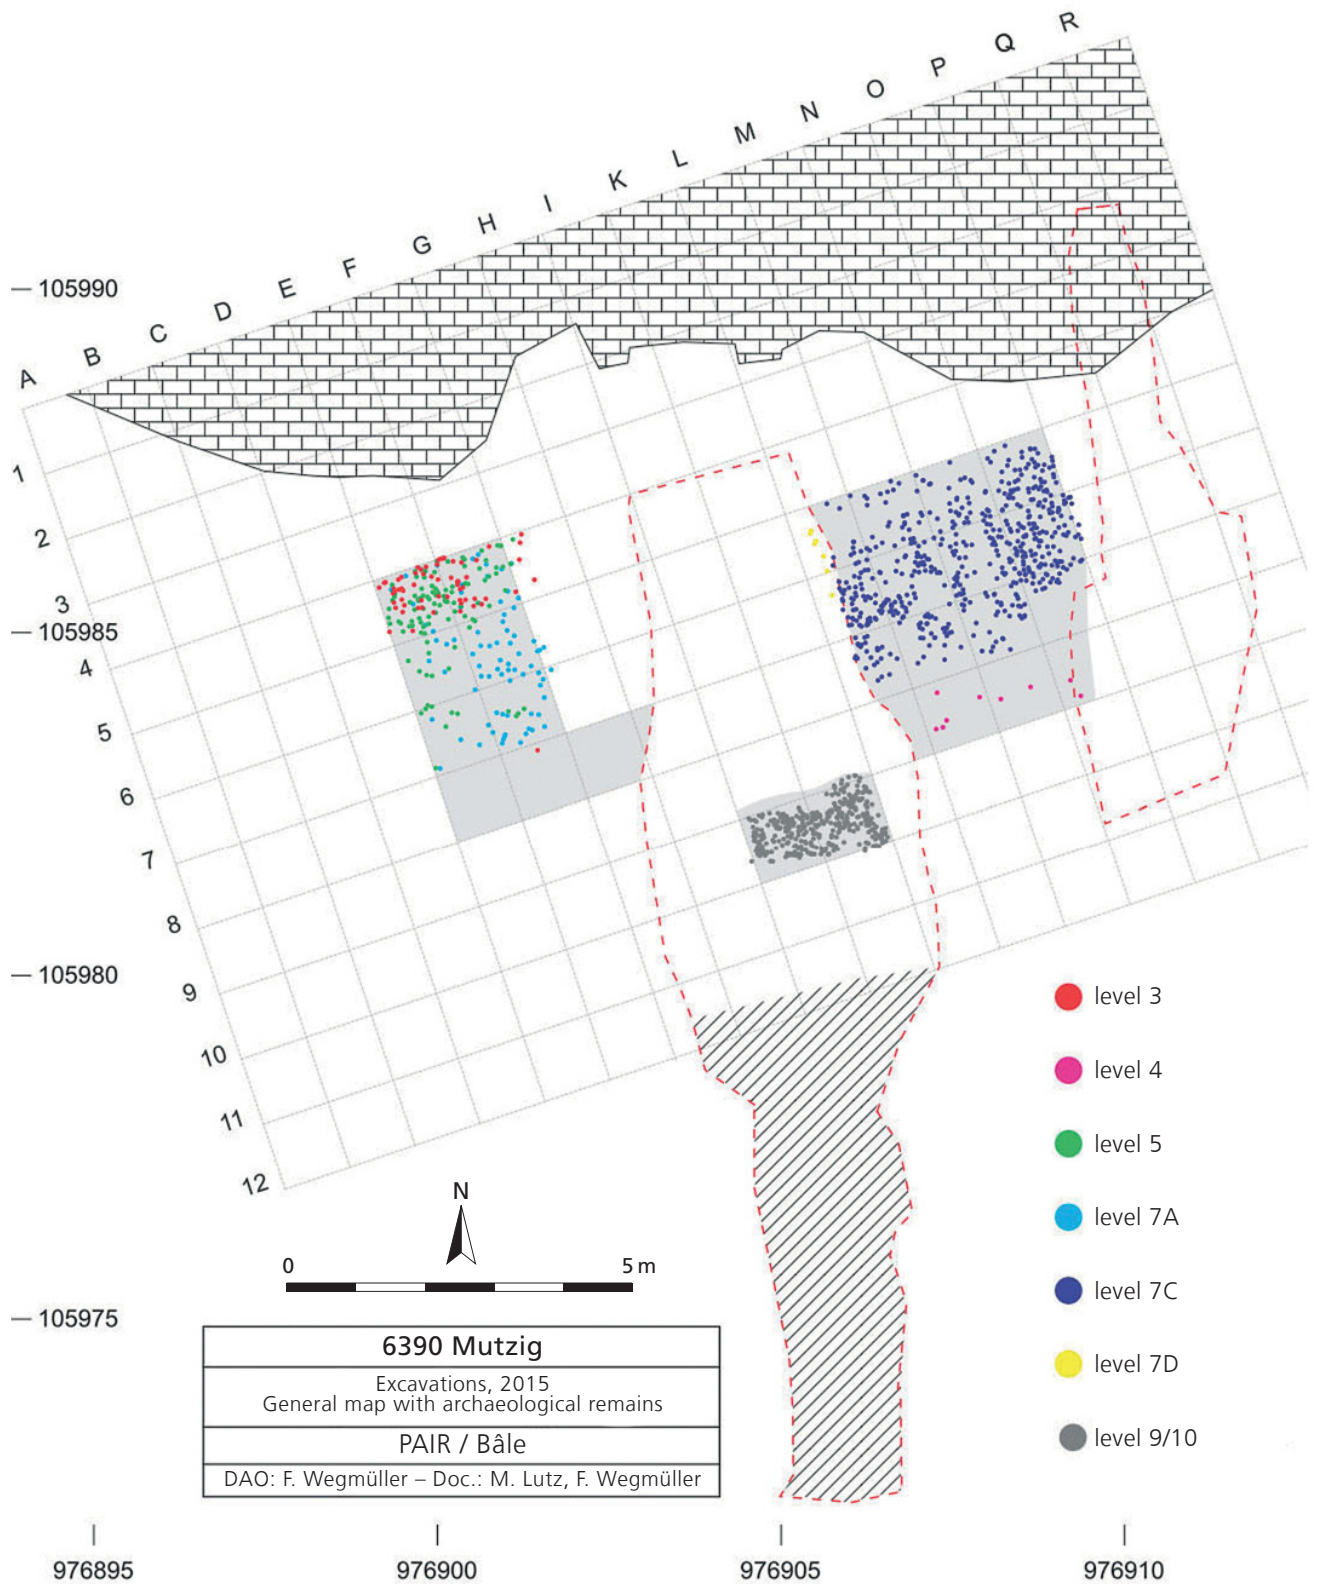 A B C D E F G H I K L M N O P Q R
105990
1
2
3
105985
4
5
6
7
8
105980
9
10
11
12
level 3
level 4
level 5
level 7A
level 7C
level 7D
level 9/10
N
0 5 m
105975
6390 Mutzig
Excavations, 2015
General map with archaeological remains
PAIR / Bâle
DAO: F. Wegmüller – Doc.: M. Lutz, F. Wegmüller
976895 976900 976905 976910